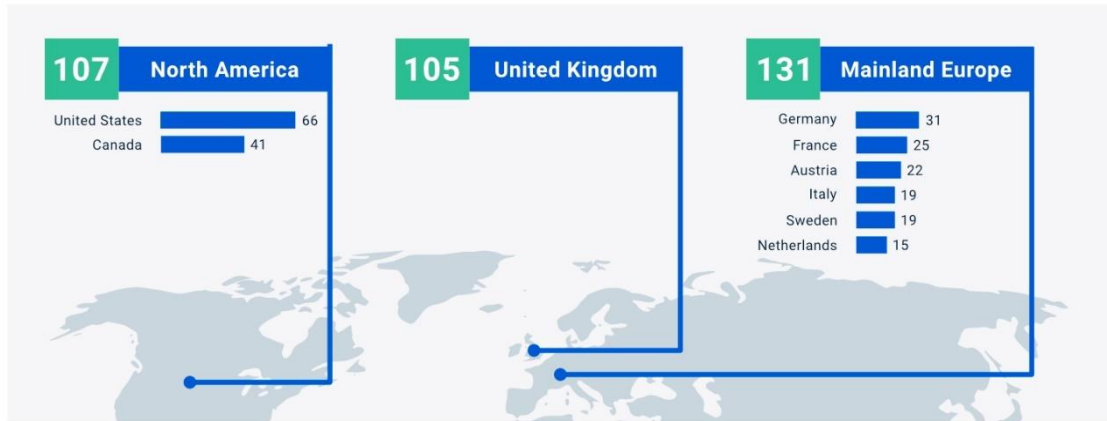 107 North America
United States 66
Canada 41
105 United Kingdom
131 Mainland Europe
Germany 31
France 25
Austria 22
Italy 19
Sweden 19
Netherlands 15